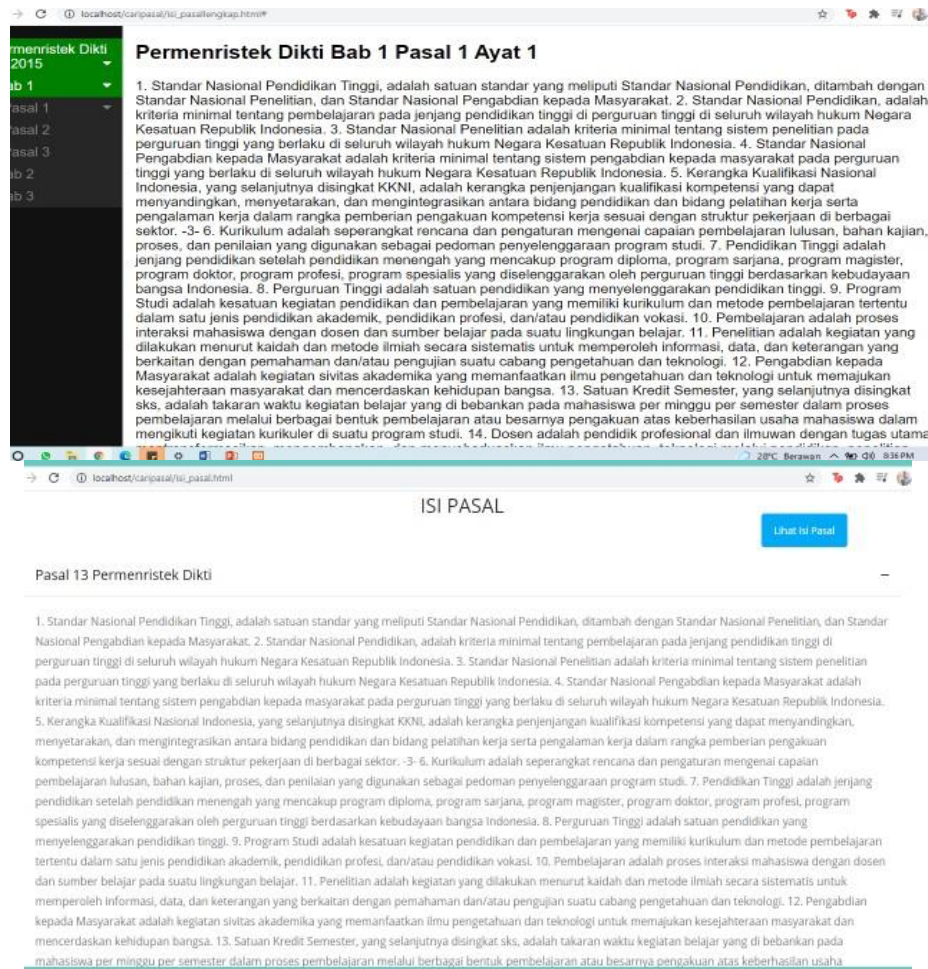 localhost/caripasal/isi_pasallengkap.html#
rmenristek Dikti
2015
ab 1
asal 1
asal 2
asal 3
ab 2
ab 3
Permenristek Dikti Bab 1 Pasal 1 Ayat 1
1. Standar Nasional Pendidikan Tinggi, adalah satuan standar yang meliputi Standar Nasional Pendidikan, ditambah dengan
Standar Nasional Penelitian, dan Standar Nasional Pengabdian kepada Masyarakat. 2. Standar Nasional Pendidikan, adalah
kriteria minimal tentang pembelajaran pada jenjang pendidikan tinggi di perguruan tinggi di seluruh wilayah hukum Negara
Kesatuan Republik Indonesia. 3. Standar Nasional Penelitian adalah kriteria minimal tentang sistem penelitian pada
perguruan tinggi yang berlaku di seluruh wilayah hukum Negara Kesatuan Republik Indonesia. 4. Standar Nasional
Pengabdian kepada Masyarakat adalah kriteria minimal tentang sistem pengabdian kepada masyarakat pada perguruan
tinggi yang berlaku di seluruh wilayah hukum Negara Kesatuan Republik Indonesia. 5. Kerangka Kualifikasi Nasional
Indonesia, yang selanjutnya disingkat KKNI, adalah kerangka penjenjangan kualifikasi kompetensi yang dapat
menyandingkan, menyetarakan, dan mengintegrasikan antara bidang pendidikan dan bidang pelatihan kerja serta
pengalaman kerja dalam rangka pemberian pengakuan kompetensi kerja sesuai dengan struktur pekerjaan di berbagai
sektor. -3- 6. Kurikulum adalah seperangkat rencana dan pengaturan mengenai capaian pembelajaran lulusan, bahan kajian,
proses, dan penilaian yang digunakan sebagai pedoman penyelenggaraan program studi. 7. Pendidikan Tinggi adalah
jenjang pendidikan setelah pendidikan menengah yang mencakup program diploma, program sarjana, program magister,
program doktor, program profesi, program spesialis yang diselenggarakan oleh perguruan tinggi berdasarkan kebudayaan
bangsa Indonesia. 8. Perguruan Tinggi adalah satuan pendidikan yang menyelenggarakan pendidikan tinggi. 9. Program
Studi adalah kesatuan kegiatan pendidikan dan pembelajaran yang memiliki kurikulum dan metode pembelajaran tertentu
dalam satu jenis pendidikan akademik, pendidikan profesi, dan/atau pendidikan vokasi. 10. Pembelajaran adalah proses
interaksi mahasiswa dengan dosen dan sumber belajar pada suatu lingkungan belajar. 11. Penelitian adalah kegiatan yang
dilakukan menurut kaidah dan metode ilmiah secara sistematis untuk memperoleh informasi, data, dan keterangan yang
berkaitan dengan pemahaman dan/atau pengujian suatu cabang pengetahuan dan teknologi. 12. Pengabdian kepada
Masyarakat adalah kegiatan sivitas akademika yang memanfaatkan ilmu pengetahuan dan teknologi untuk memajukan
kesejahteraan masyarakat dan mencerdaskan kehidupan bangsa. 13. Satuan Kredit Semester, yang selanjutnya disingkat
sks, adalah takaran waktu kegiatan belajar yang di bebankan pada mahasiswa per minggu per semester dalam proses
pembelajaran melalui berbagai bentuk pembelajaran atau besarnya pengakuan atas keberhasilan usaha mahasiswa dalam
mengikuti kegiatan kurikuler di suatu program studi. 14. Dosen adalah pendidik profesional dan ilmuwan dengan tugas utama
28°C Berawan 8:36 PM
localhost/caripasal/isi_pasal.html
ISI PASAL
Lihat Isi Pasal
Pasal 13 Permenristek Dikti
1. Standar Nasional Pendidikan Tinggi, adalah satuan standar yang meliputi Standar Nasional Pendidikan, ditambah dengan Standar Nasional Penelitian, dan Standar
Nasional Pengabdian kepada Masyarakat. 2. Standar Nasional Pendidikan, adalah kriteria minimal tentang pembelajaran pada jenjang pendidikan tinggi di
perguruan tinggi di seluruh wilayah hukum Negara Kesatuan Republik Indonesia. 3. Standar Nasional Penelitian adalah kriteria minimal tentang sistem penelitian
pada perguruan tinggi yang berlaku di seluruh wilayah hukum Negara Kesatuan Republik Indonesia. 4. Standar Nasional Pengabdian kepada Masyarakat adalah
kriteria minimal tentang sistem pengabdian kepada masyarakat pada perguruan tinggi yang berlaku di seluruh wilayah hukum Negara Kesatuan Republik Indonesia.
5. Kerangka Kualifikasi Nasional Indonesia, yang selanjutnya disingkat KKNI, adalah kerangka penjenjangan kualifikasi kompetensi yang dapat menyandingkan,
menyetarakan, dan mengintegrasikan antara bidang pendidikan dan bidang pelatihan kerja serta pengalaman kerja dalam rangka pemberian pengakuan
kompetensi kerja sesuai dengan struktur pekerjaan di berbagai sektor. -3- 6. Kurikulum adalah seperangkat rencana dan pengaturan mengenai capaian
pembelajaran lulusan, bahan kajian, proses, dan penilaian yang digunakan sebagai pedoman penyelenggaraan program studi. 7. Pendidikan Tinggi adalah jenjang
pendidikan setelah pendidikan menengah yang mencakup program diploma, program sarjana, program magister, program doktor, program profesi, program
spesialis yang diselenggarakan oleh perguruan tinggi berdasarkan kebudayaan bangsa Indonesia. 8. Perguruan Tinggi adalah satuan pendidikan yang
menyelenggarakan pendidikan tinggi. 9. Program Studi adalah kesatuan kegiatan pendidikan dan pembelajaran yang memiliki kurikulum dan metode pembelajaran
tertentu dalam satu jenis pendidikan akademik, pendidikan profesi, dan/atau pendidikan vokasi. 10. Pembelajaran adalah proses interaksi mahasiswa dengan dosen
dan sumber belajar pada suatu lingkungan belajar. 11. Penelitian adalah kegiatan yang dilakukan menurut kaidah dan metode ilmiah secara sistematis untuk
memperoleh informasi, data, dan keterangan yang berkaitan dengan pemahaman dan/atau pengujian suatu cabang pengetahuan dan teknologi. 12. Pengabdian
kepada Masyarakat adalah kegiatan sivitas akademika yang memanfaatkan ilmu pengetahuan dan teknologi untuk memajukan kesejahteraan masyarakat dan
mencerdaskan kehidupan bangsa. 13. Satuan Kredit Semester, yang selanjutnya disingkat sks, adalah takaran waktu kegiatan belajar yang di bebankan pada
mahasiswa per minggu per semester dalam proses pembelajaran melalui berbagai bentuk pembelajaran atau besarnya pengakuan atas keberhasilan usaha